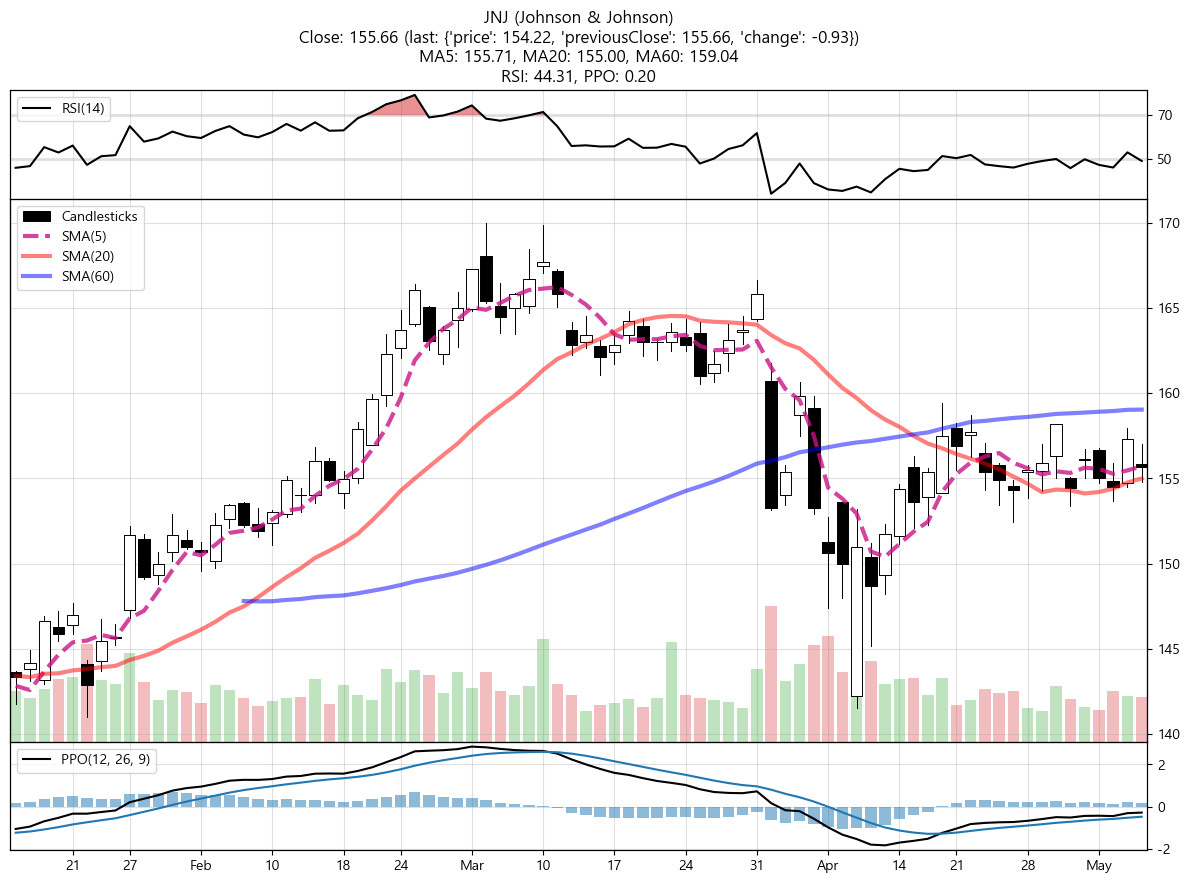 JNJ (Johnson & Johnson)
Close: 155.66 (last: {'price': 154.22, 'previousClose': 155.66, 'change': -0.93})
MA5: 155.71, MA20: 155.00, MA60: 159.04
RSI: 44.31, PPO: 0.20
RSI(14)
70
50
Candlesticks
SMA(5)
SMA(20)
SMA(60)
170
165
160
155
150
145
140
PPO(12, 26, 9)
2
0
-2
21 27 Feb 10 18 24 Mar 10 17 24 31 Apr 14 21 28 May